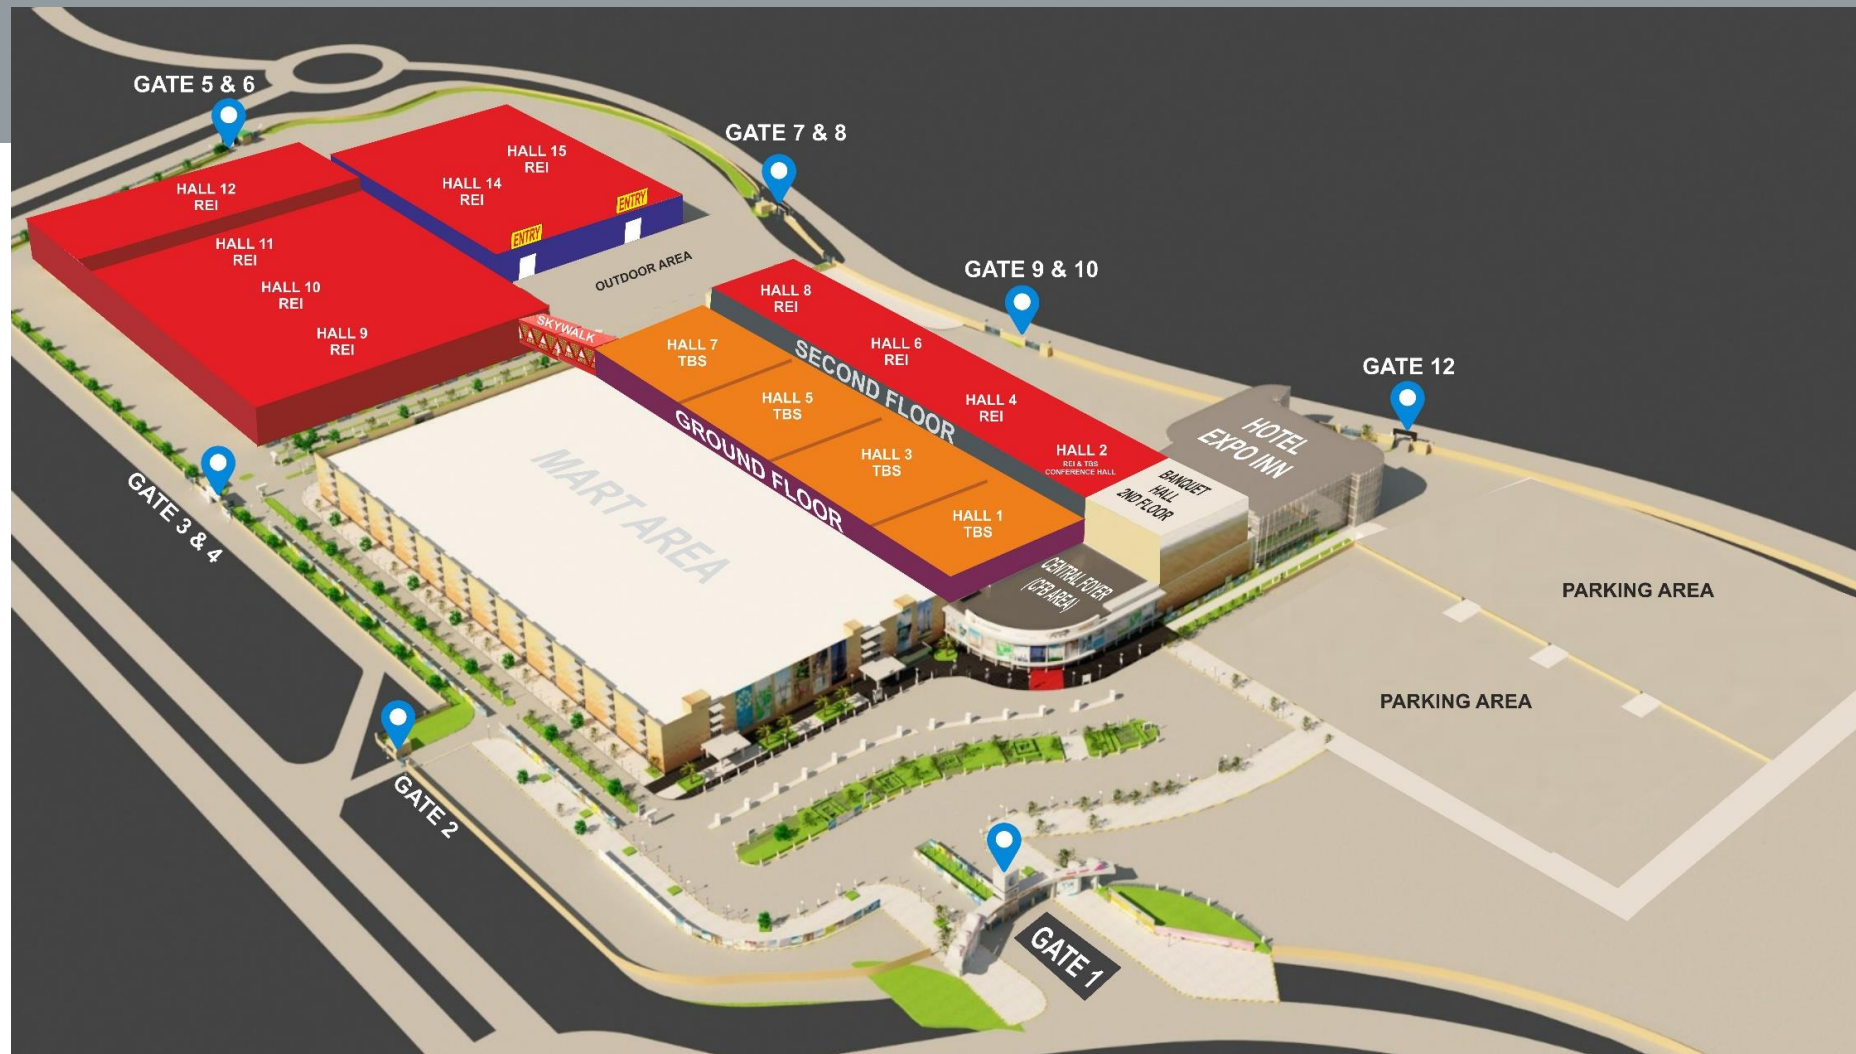 GATE 5 & 6
GATE 7 & 8
HALL 15
REI
HALL 14
REI
HALL 12
REI
ENTRY
ENTRY
HALL 11
REI
OUTDOOR AREA
GATE 9 & 10
HALL 10
REI
HALL 8
REI
HALL 9
REI
SKYWALK
HALL 7
TBS
HALL 6
REI
SECOND FLOOR
GATE 12
HALL 5
TBS
HALL 4
REI
GROUND FLOOR
HOTEL
EXPO INN
HALL 3
TBS
HALL 2
REI & TBS
CONFERENCE HALL
BANQUET
HALL
2ND FLOOR
MART AREA
GATE 3 & 4
HALL 1
TBS
CENTRAL FOYER
(CFB AREA)
PARKING AREA
PARKING AREA
GATE 2
GATE 1